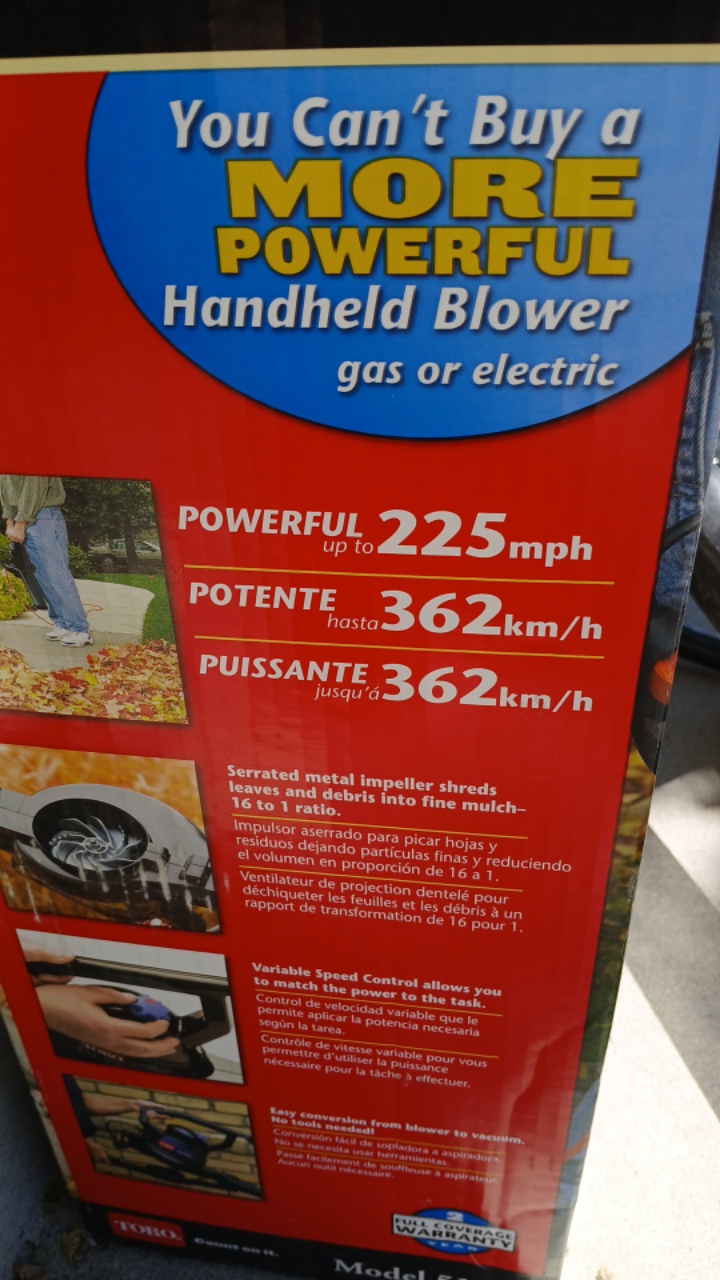 You Can't Buy a
MORE
POWERFUL
Handheld Blower
gas or electric
POWERFUL
up to 225 mph
POTENTE
hasta 362 km/h
PUISSANTE
jusqu'á 362 km/h
Serrated metal impeller shreds
leaves and debris into fine mulch–
16 to 1 ratio.
Impulsor aserrado para picar hojas y
residuos dejando partículas finas y reduciendo
el volumen en proporción de 16 a 1.
Ventilateur de projection dentelé pour
déchiqueter les feuilles et les débris à un
rapport de transformation de 16 pour 1.
Variable Speed Control allows you
to match the power to the task.
Control de velocidad variable que le
permite aplicar la potencia necesaria
según la tarea.
Contrôle de vitesse variable pour vous
permettre d'utiliser la puissance
nécessaire pour la tâche à effectuer.
Easy conversion from blower to vacuum.
No tools needed!
Conversión fácil de sopladora a aspiradora.
No se necesita usar herramientas.
Passe facilement de souffleuse à aspirateur.
Aucun outil nécessaire.
TORO
Count on it.
2
FULL COVERAGE
WARRANTY
YEAR
Model